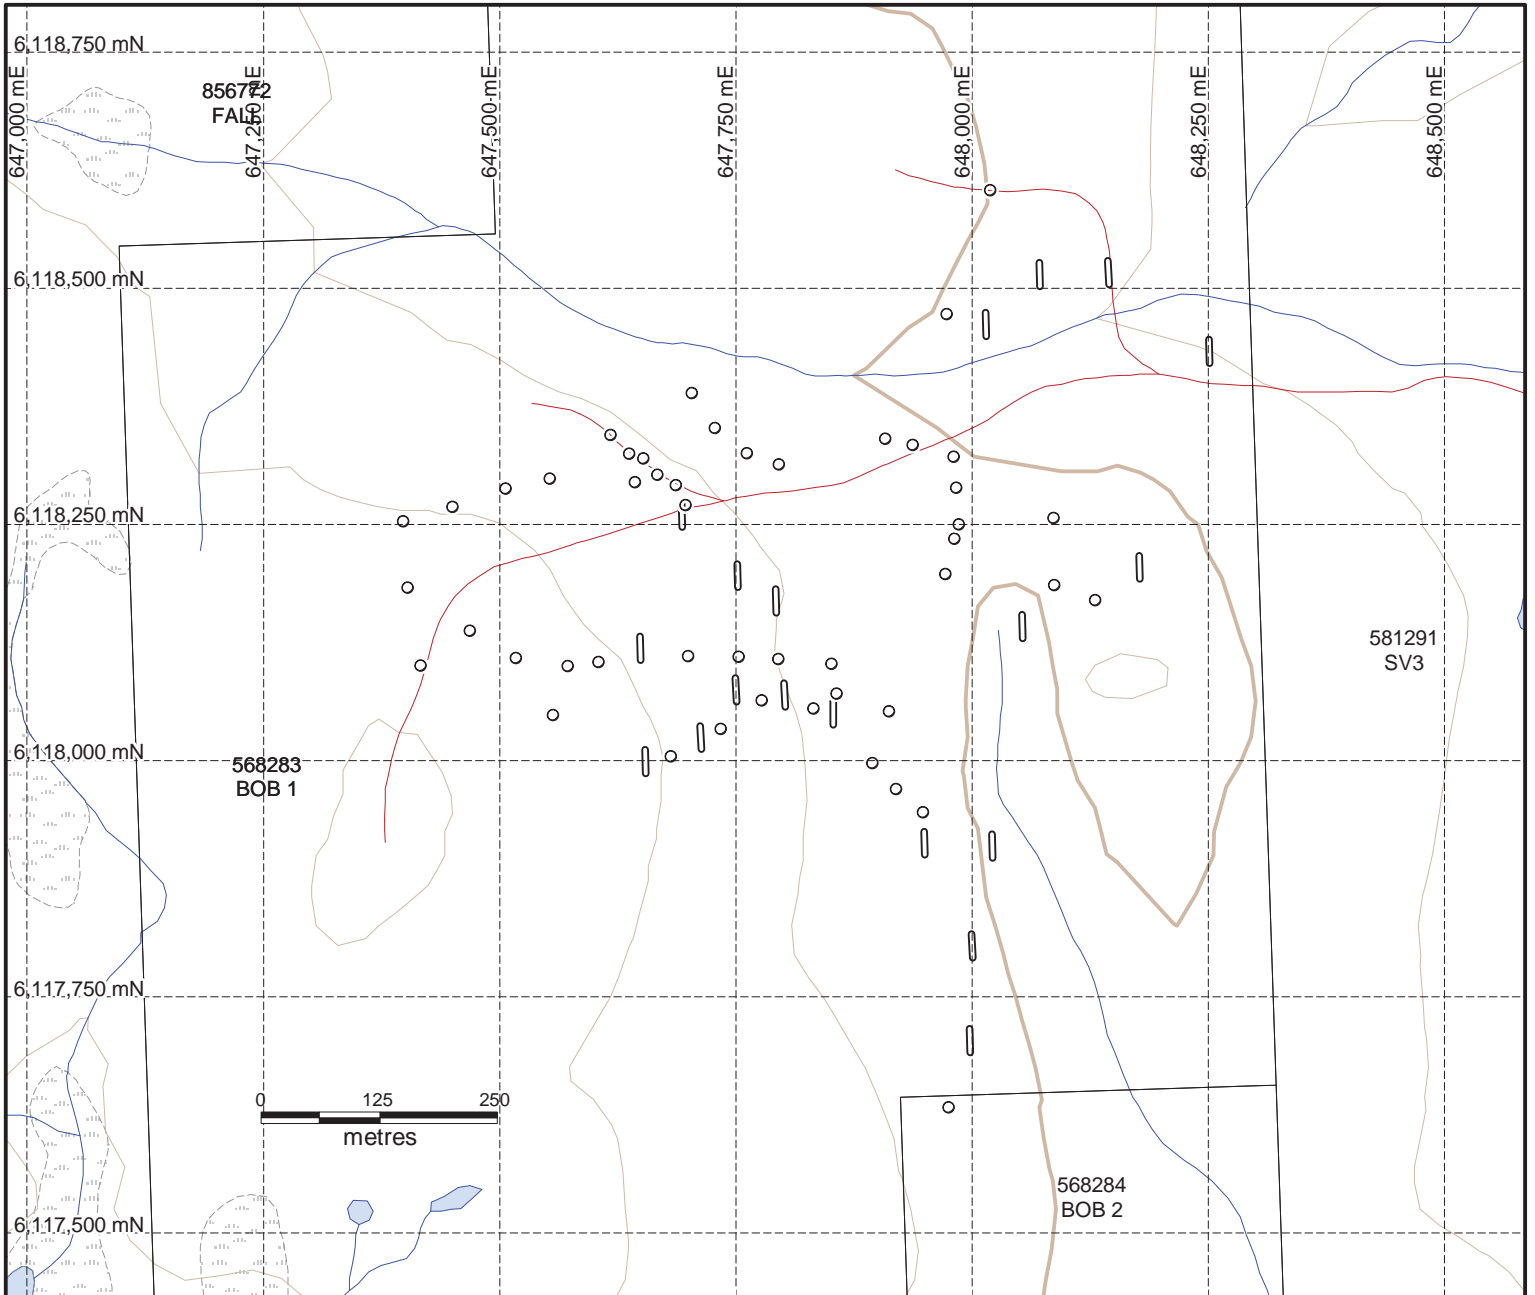 6,118,750 mN
647,000 mE
647,250 mE
647,500 mE
647,750 mE
648,000 mE
648,250 mE
648,500 mE
856772
FALL
6,118,500 mN
6,118,250 mN
581291
SV3
6,118,000 mN
568283
BOB 1
6,117,750 mN
0 125 250
metres
568284
BOB 2
6,117,500 mN